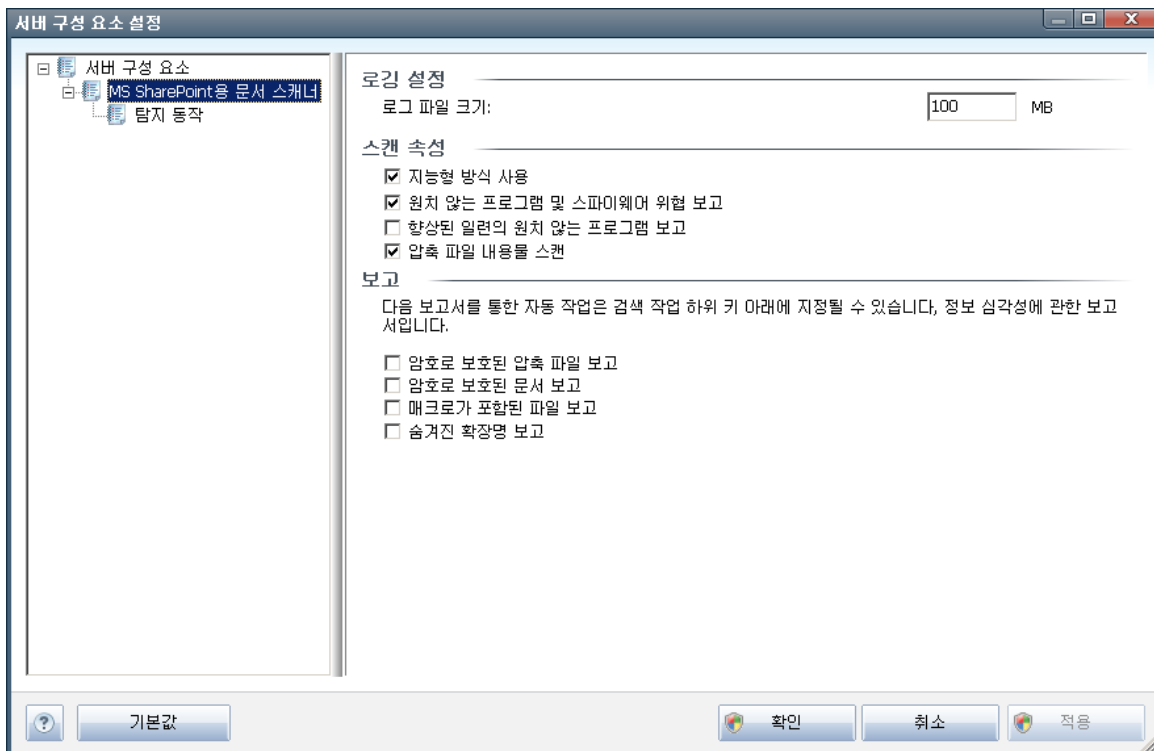 서버 구성 요소 설정
서버 구성 요소
MS SharePoint용 문서 스캐너
탐지 동작
로깅 설정
로그 파일 크기: 100 MB
스캔 속성
지능형 방식 사용
원치 않는 프로그램 및 스파이웨어 위협 보고
향상된 일련의 원치 않는 프로그램 보고
압축 파일 내용물 스캔
보고
다음 보고서를 통한 자동 작업은 검색 작업 하위 키 아래에 지정될 수 있습니다, 정보 심각성에 관한 보고
서입니다.
암호로 보호된 압축 파일 보고
암호로 보호된 문서 보고
매크로가 포함된 파일 보고
숨겨진 확장명 보고
? 기본값 확인 취소 적용